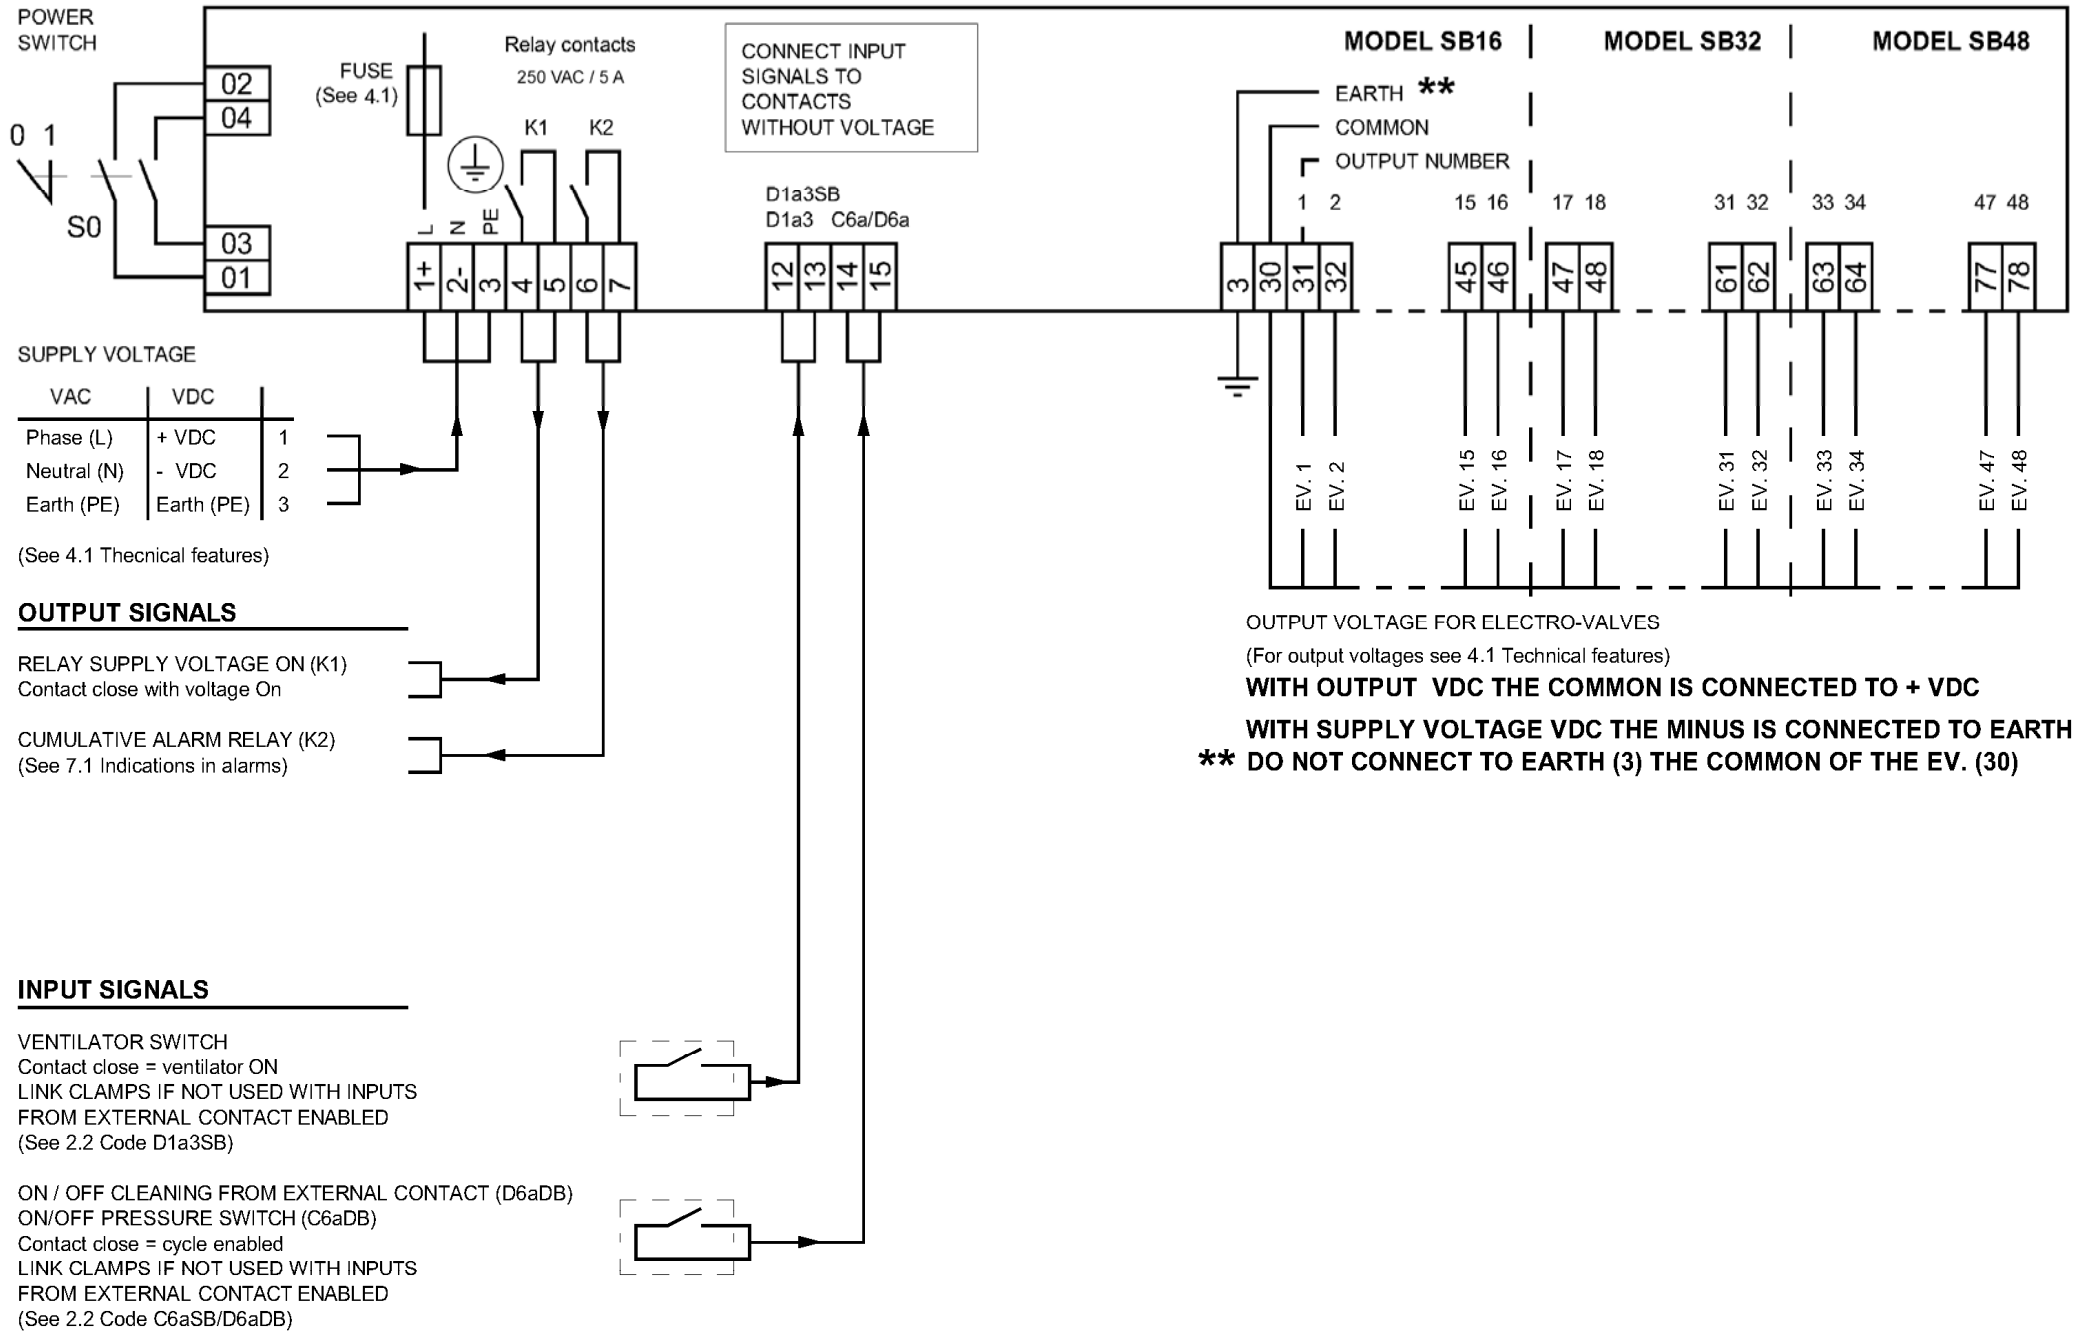 POWER
SWITCH
0 1
S0
02
04
03
01
FUSE
(See 4.1)
Relay contacts
250 VAC / 5 A
K1 K2
L N PE
1+ 2- 3 4 5 6 7
CONNECT INPUT
SIGNALS TO
CONTACTS
WITHOUT VOLTAGE
D1a3SB
D1a3 C6a/D6a
12 13 14 15
MODEL SB16 MODEL SB32 MODEL SB48
EARTH **
COMMON
OUTPUT NUMBER
1 2 15 16 17 18 31 32 33 34 47 48
3 30 31 32 45 46 47 48 61 62 63 64 77 78
EV. 1 EV. 2 EV. 15 EV. 16 EV. 17 EV. 18 EV. 31 EV. 32 EV. 33 EV. 34 EV. 47 EV. 48
SUPPLY VOLTAGE
VAC VDC
Phase (L) + VDC 1
Neutral (N) - VDC 2
Earth (PE) Earth (PE) 3
(See 4.1 Thecnical features)
OUTPUT SIGNALS
RELAY SUPPLY VOLTAGE ON (K1)
Contact close with voltage On
CUMULATIVE ALARM RELAY (K2)
(See 7.1 Indications in alarms)
OUTPUT VOLTAGE FOR ELECTRO-VALVES
(For output voltages see 4.1 Technical features)
WITH OUTPUT VDC THE COMMON IS CONNECTED TO + VDC
WITH SUPPLY VOLTAGE VDC THE MINUS IS CONNECTED TO EARTH
** DO NOT CONNECT TO EARTH (3) THE COMMON OF THE EV. (30)
INPUT SIGNALS
VENTILATOR SWITCH
Contact close = ventilator ON
LINK CLAMPS IF NOT USED WITH INPUTS
FROM EXTERNAL CONTACT ENABLED
(See 2.2 Code D1a3SB)
ON / OFF CLEANING FROM EXTERNAL CONTACT (D6aDB)
ON/OFF PRESSURE SWITCH (C6aDB)
Contact close = cycle enabled
LINK CLAMPS IF NOT USED WITH INPUTS
FROM EXTERNAL CONTACT ENABLED
(See 2.2 Code C6aSB/D6aDB)